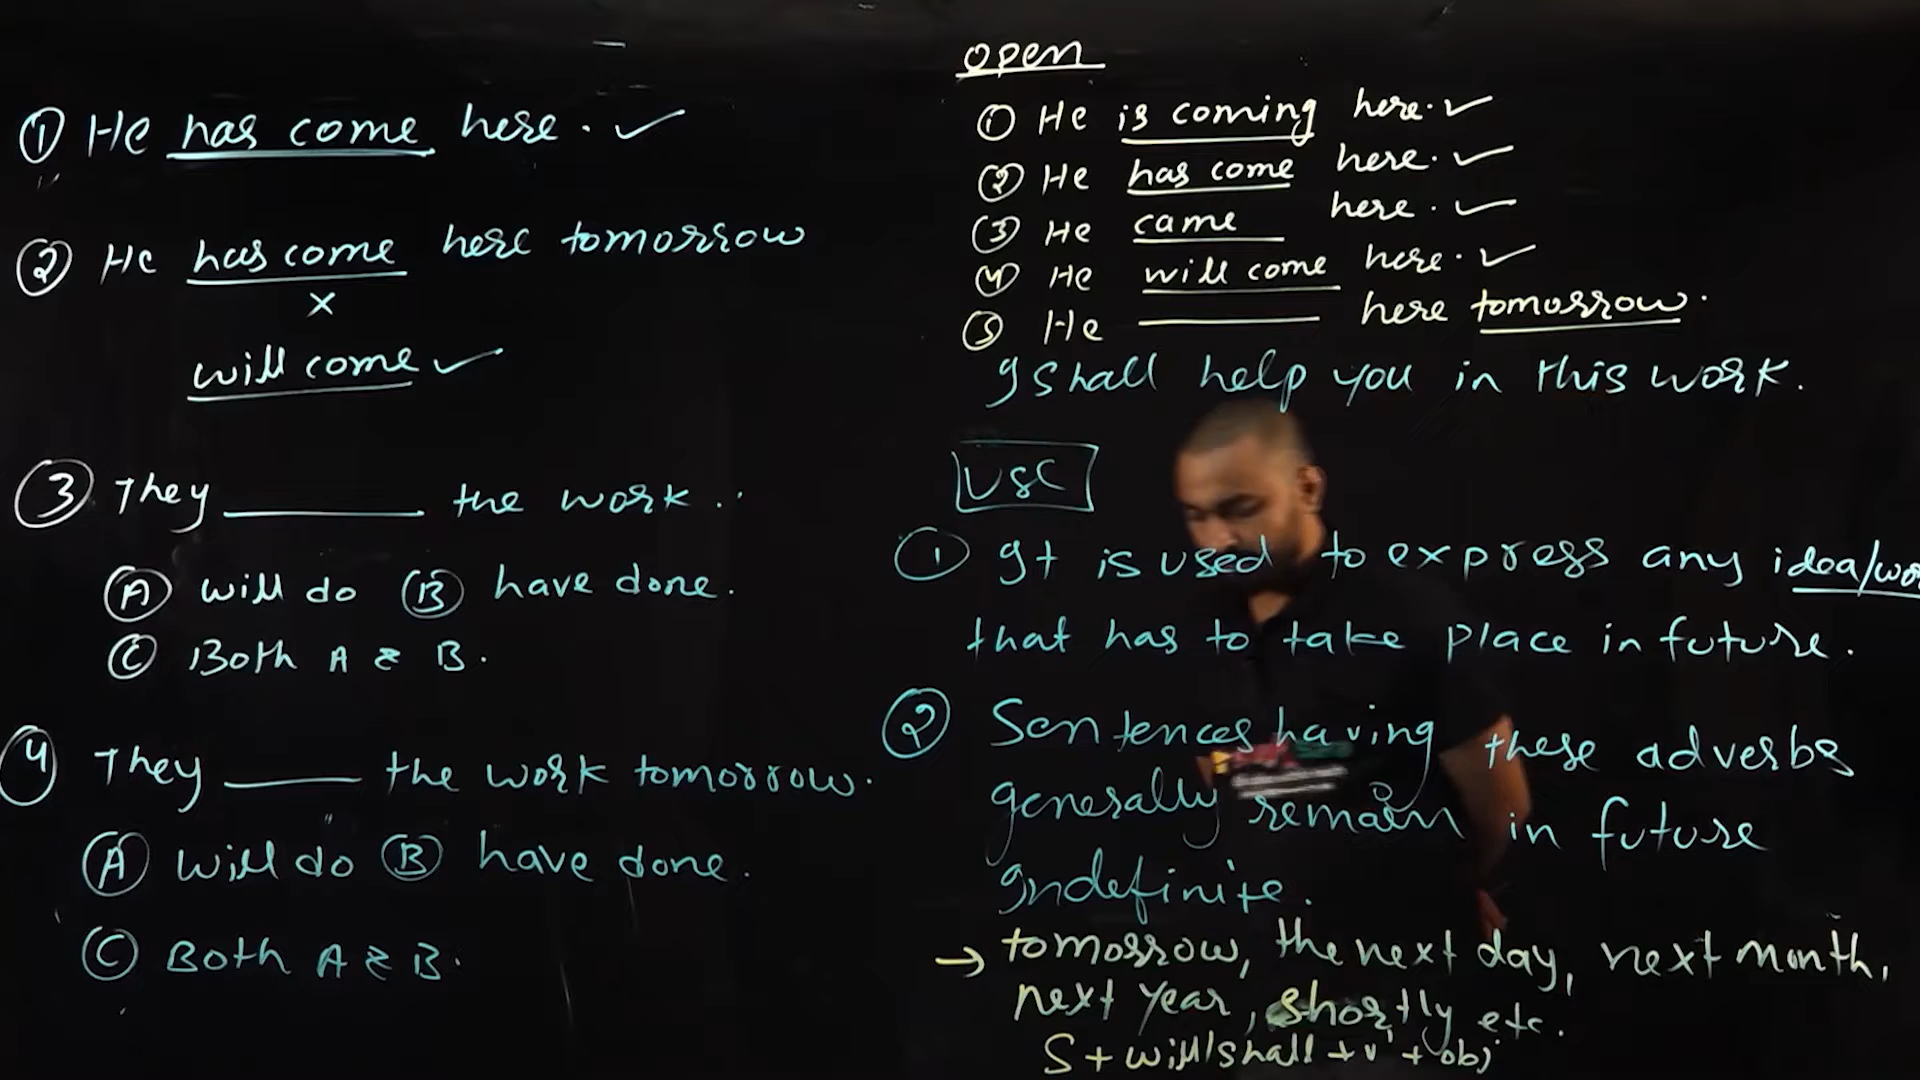 ① He has come here. ✓
② He has come here tomorrow
×
will come ✓
③ They ______ the work.
Ⓐ will do Ⓑ have done.
Ⓒ Both A & B.
④ They ______ the work tomorrow.
Ⓐ will do Ⓑ have done.
Ⓒ Both A & B.
open
① He is coming here. ✓
② He has come here. ✓
③ He came here. ✓
④ He will come here. ✓
⑤ He ______ here tomorrow.
I shall help you in this work.
USE
① It is used to express any idea/wor
that has to take place in future.
② Sentences having these adverbs
generally remain in future
Indefinite.
→ tomorrow, the next day, next month,
next year, shortly etc.
S + will/shall + v¹ + obj